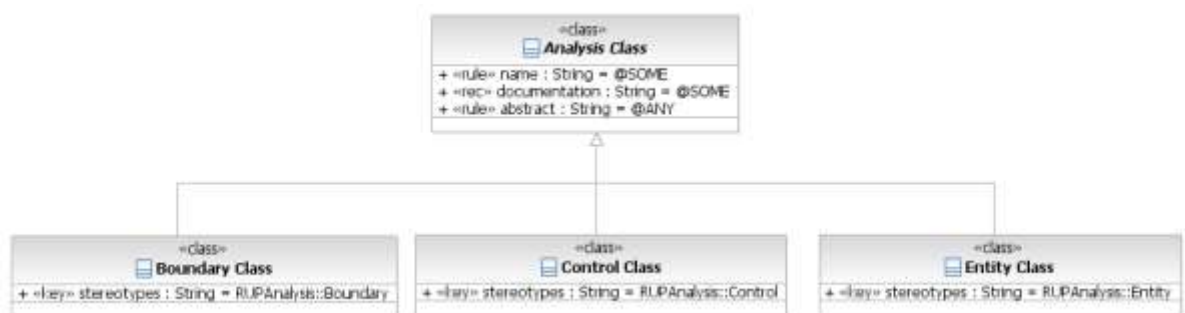 «class»
Analysis Class
+ «rule» name : String = @SOME
+ «rec» documentation : String = @SOME
+ «rule» abstract : String = @ANY
«class»
Boundary Class
+ «key» stereotypes : String = RUPAnalysis::Boundary
«class»
Control Class
+ «key» stereotypes : String = RUPAnalysis::Control
«class»
Entity Class
+ «key» stereotypes : String = RUPAnalysis::Entity